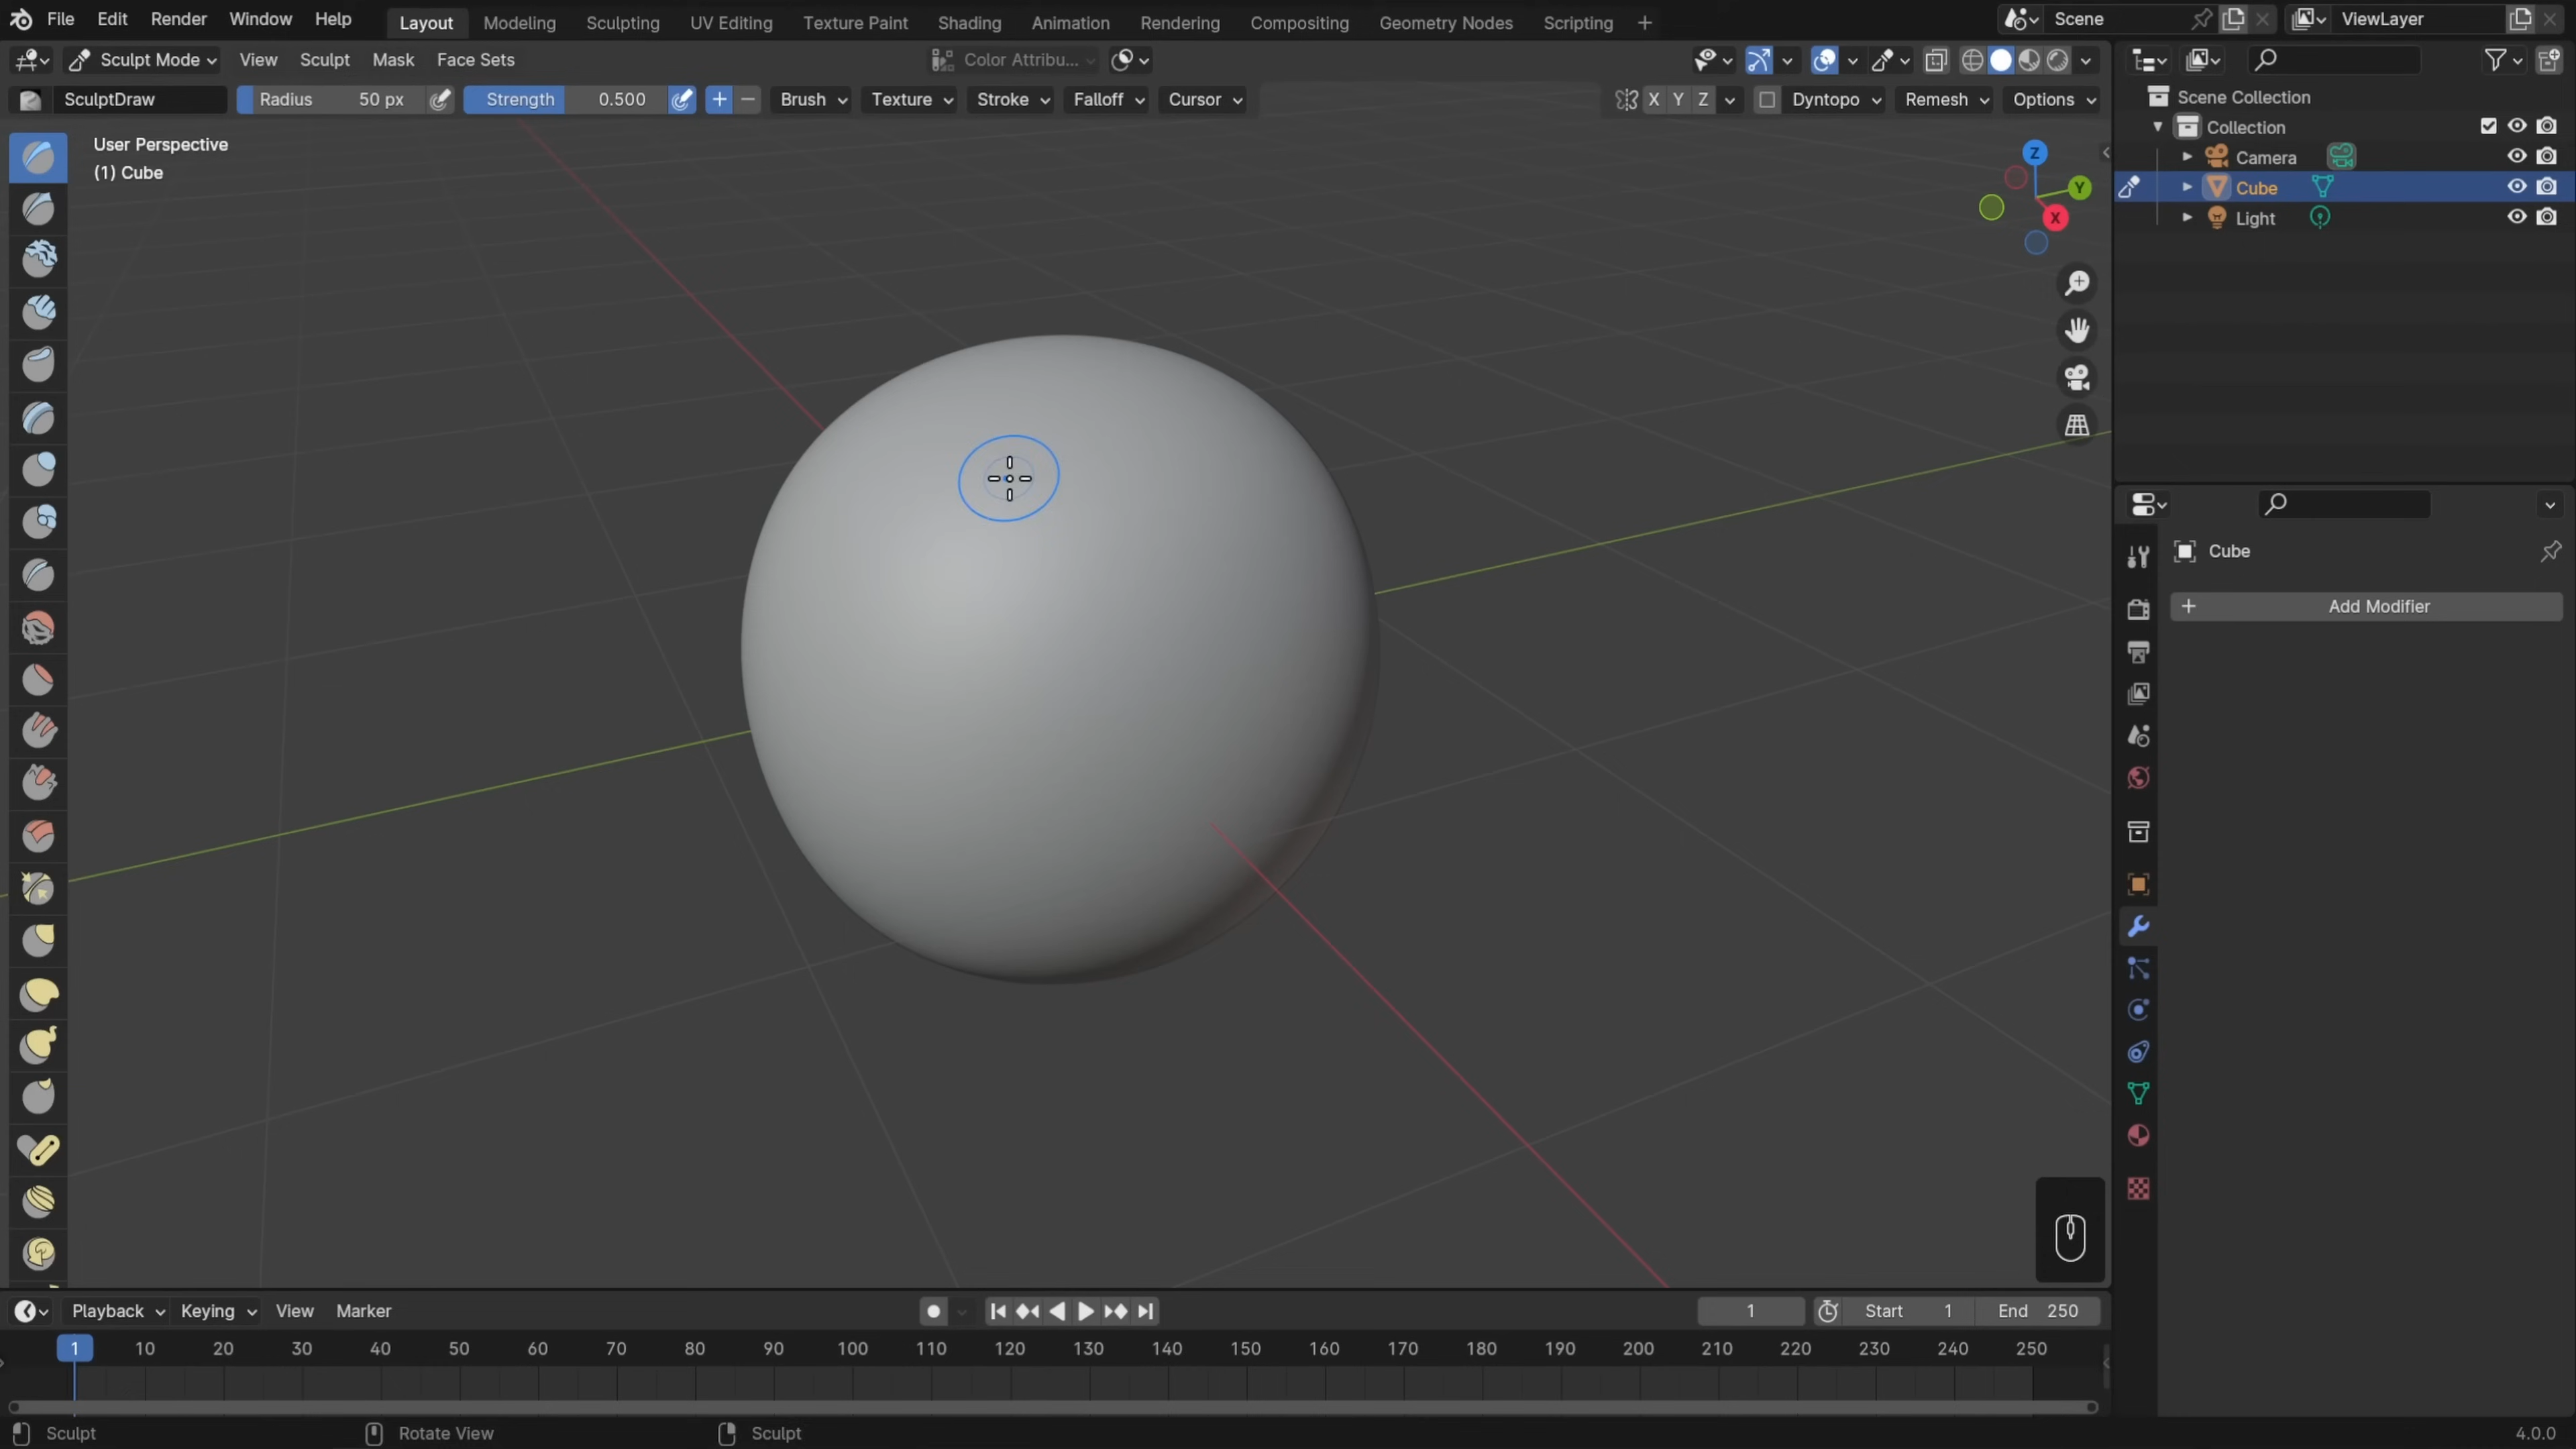 File Edit Render Window Help Layout Modeling Sculpting UV Editing Texture Paint Shading Animation Rendering Compositing Geometry Nodes Scripting + Scene ViewLayer
Sculpt Mode View Sculpt Mask Face Sets Color Attribu...
SculptDraw Radius 50 px Strength 0.500 + − Brush Texture Stroke Falloff Cursor X Y Z Dyntopo Remesh Options
Scene Collection
Collection
Camera
Cube
Light
User Perspective
(1) Cube
Z
Y
X
Cube
+ Add Modifier
Playback Keying View Marker 1 Start 1 End 250
1 10 20 30 40 50 60 70 80 90 100 110 120 130 140 150 160 170 180 190 200 210 220 230 240 250
Sculpt Rotate View Sculpt 4.0.0